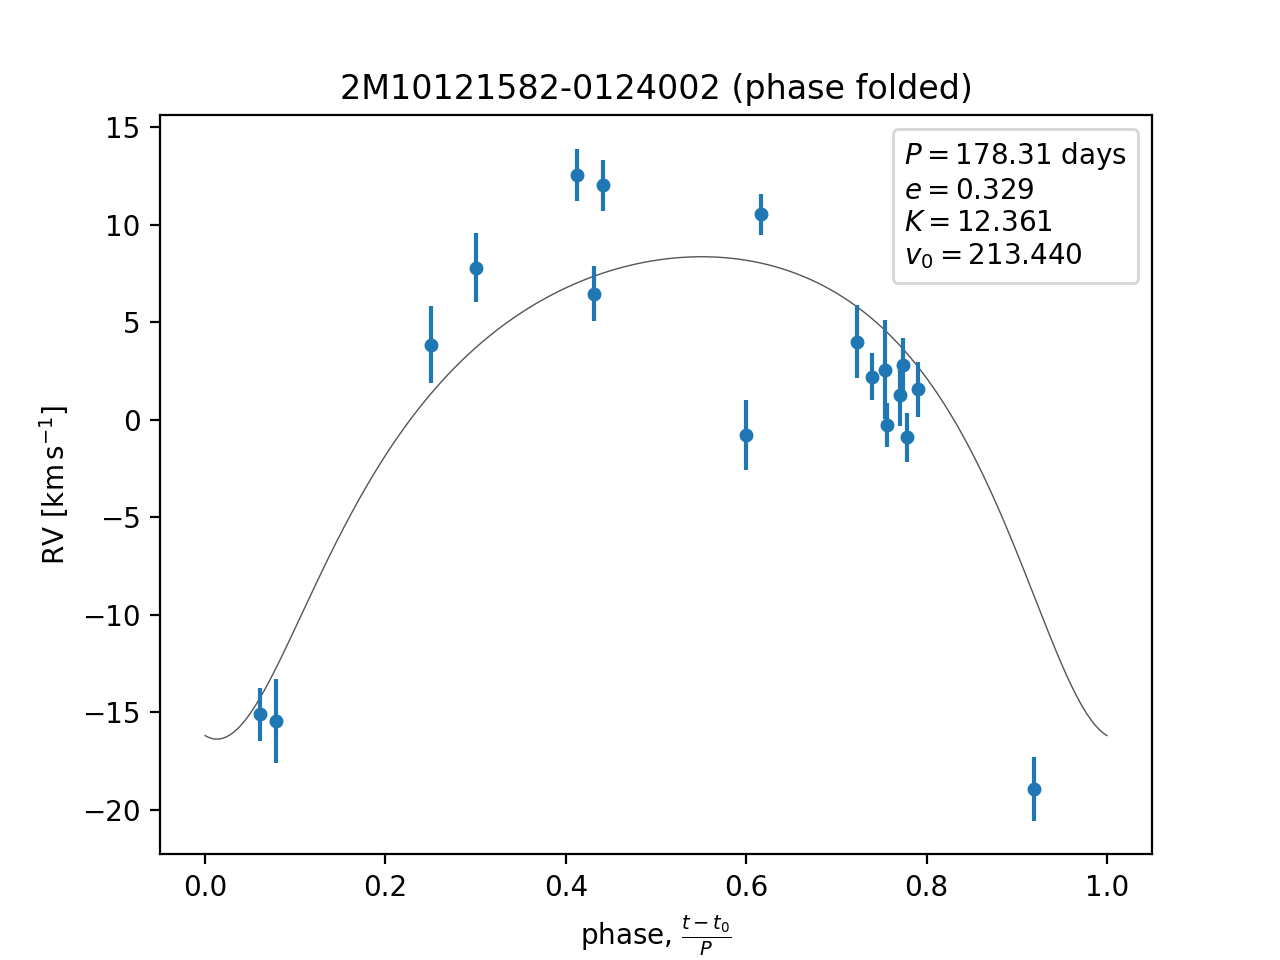 2M10121582-0124002 (phase folded)
P = 178.31 days
e = 0.329
K = 12.361
v₀ = 213.440
15
10
5
0
−5
−10
−15
−20
RV [km s⁻¹]
0.0 0.2 0.4 0.6 0.8 1.0
phase, (t − t₀)/P